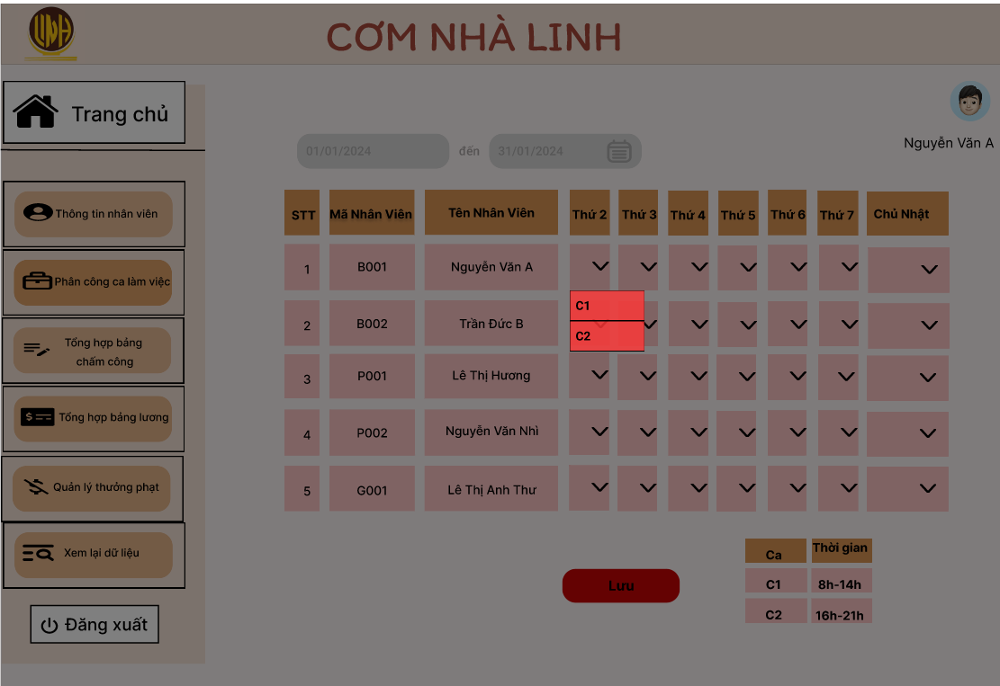 LINH
CƠM NHÀ LINH
Trang chủ
Nguyễn Văn A
01/01/2024 đến 31/01/2024
Thông tin nhân viên
Phân công ca làm việc
Tổng hợp bảng
chấm công
Tổng hợp bảng lương
Quản lý thưởng phạt
Xem lại dữ liệu
Đăng xuất
STT Mã Nhân Viên Tên Nhân Viên Thứ 2 Thứ 3 Thứ 4 Thứ 5 Thứ 6 Thứ 7 Chủ Nhật
1 B001 Nguyễn Văn A
C1
2 B002 Trần Đức B
C2
3 P001 Lê Thị Hương
4 P002 Nguyễn Văn Nhì
5 G001 Lê Thị Anh Thư
Ca Thời gian
C1 8h-14h
C2 16h-21h
Lưu